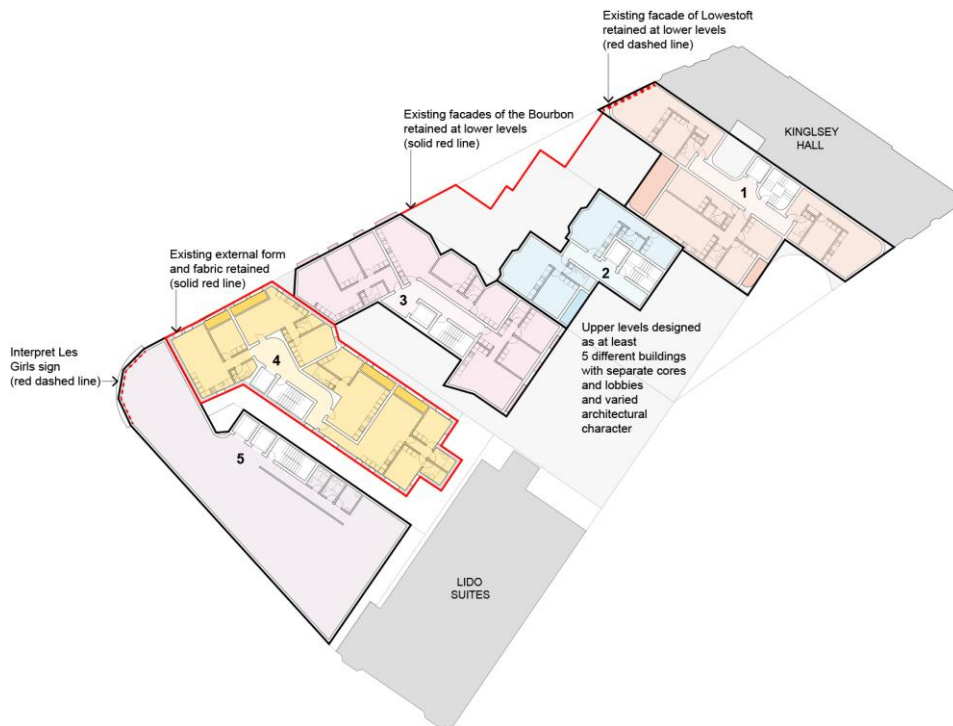 Existing facade of Lowestoft
retained at lower levels
(red dashed line)
Existing facades of the Bourbon
retained at lower levels
(solid red line)
KINGLSEY
HALL
1
Existing external form
and fabric retained
(solid red line)
2
3
Upper levels designed
as at least
5 different buildings
with separate cores
and lobbies
and varied
architectural
character
Interpret Les
Girls sign
(red dashed line)
4
5
LIDO
SUITES